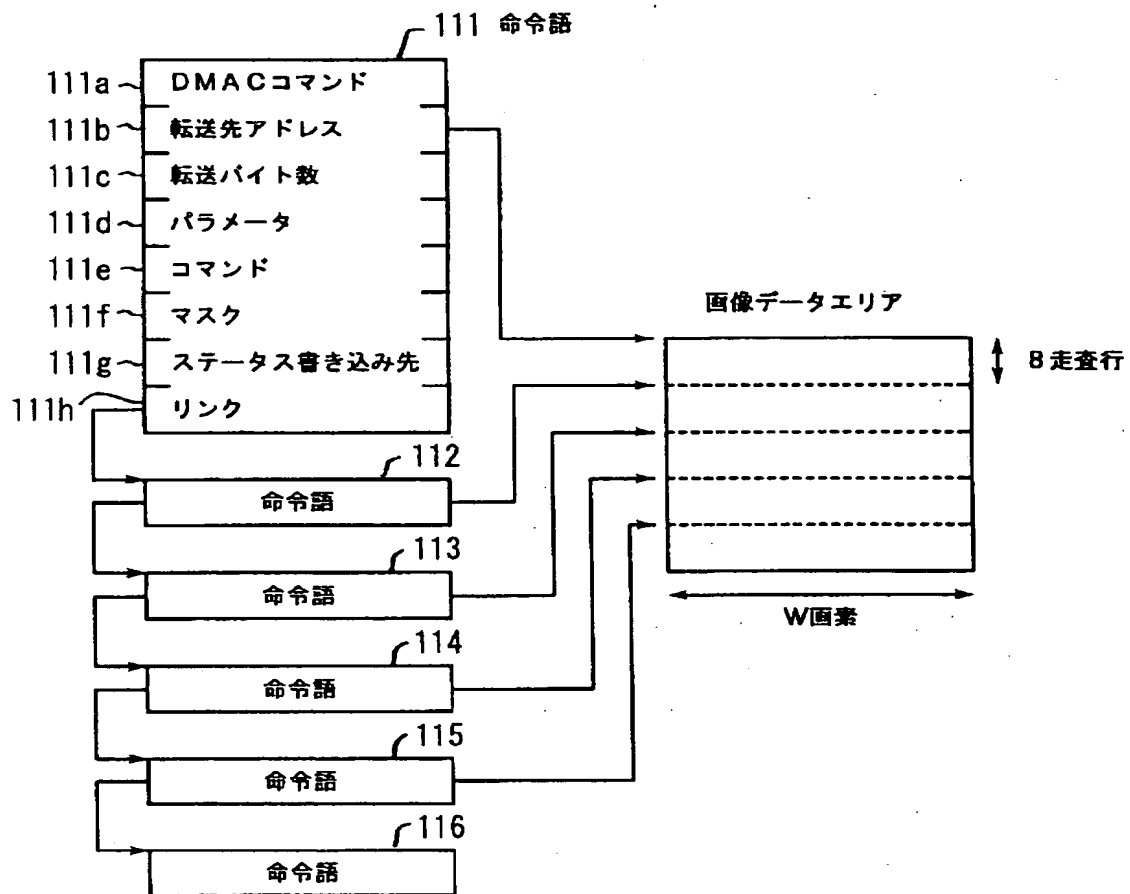 111 命令語
111a DMACコマンド
111b 転送先アドレス
111c 転送バイト数
111d パラメータ
111e コマンド
111f マスク
111g ステータス書き込み先
111h リンク
画像データエリア
B走査行
W画素
112
命令語
113
命令語
114
命令語
115
命令語
116
命令語